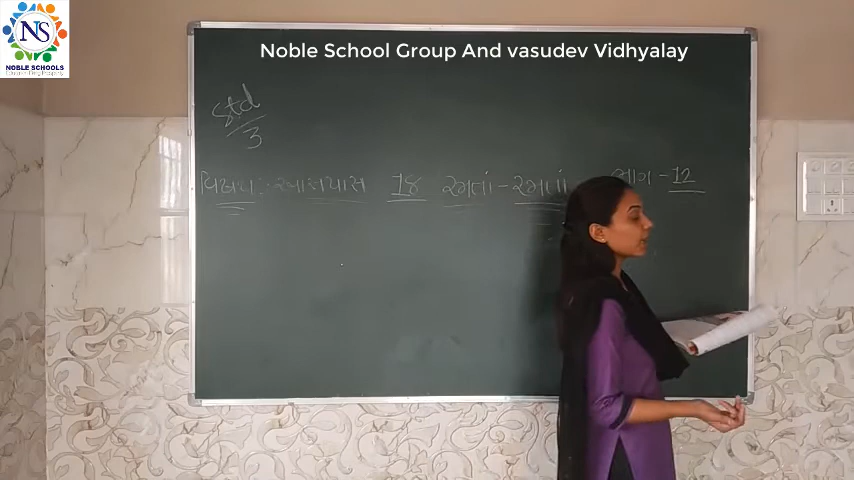 NS
NOBLE SCHOOLS
Noble School Group And vasudev Vidhyalay
Std
3
વિષય :- આસપાસ 18 રમતાં - રમતાં ભાગ - 12